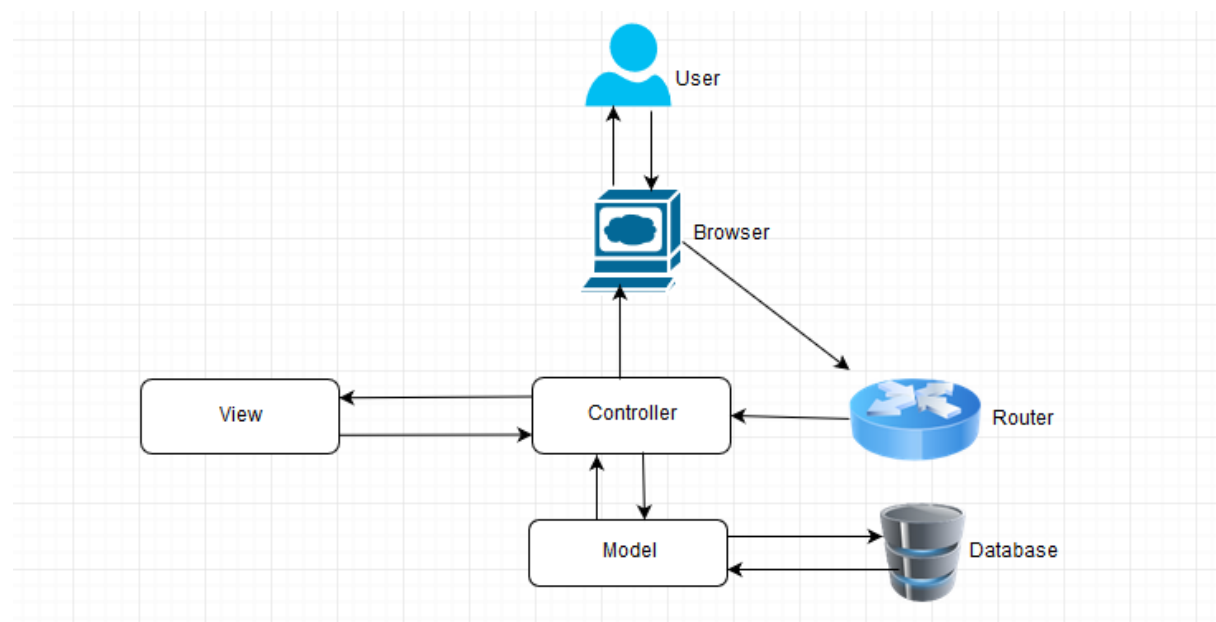 User
Browser
View
Controller
Router
Model
Database